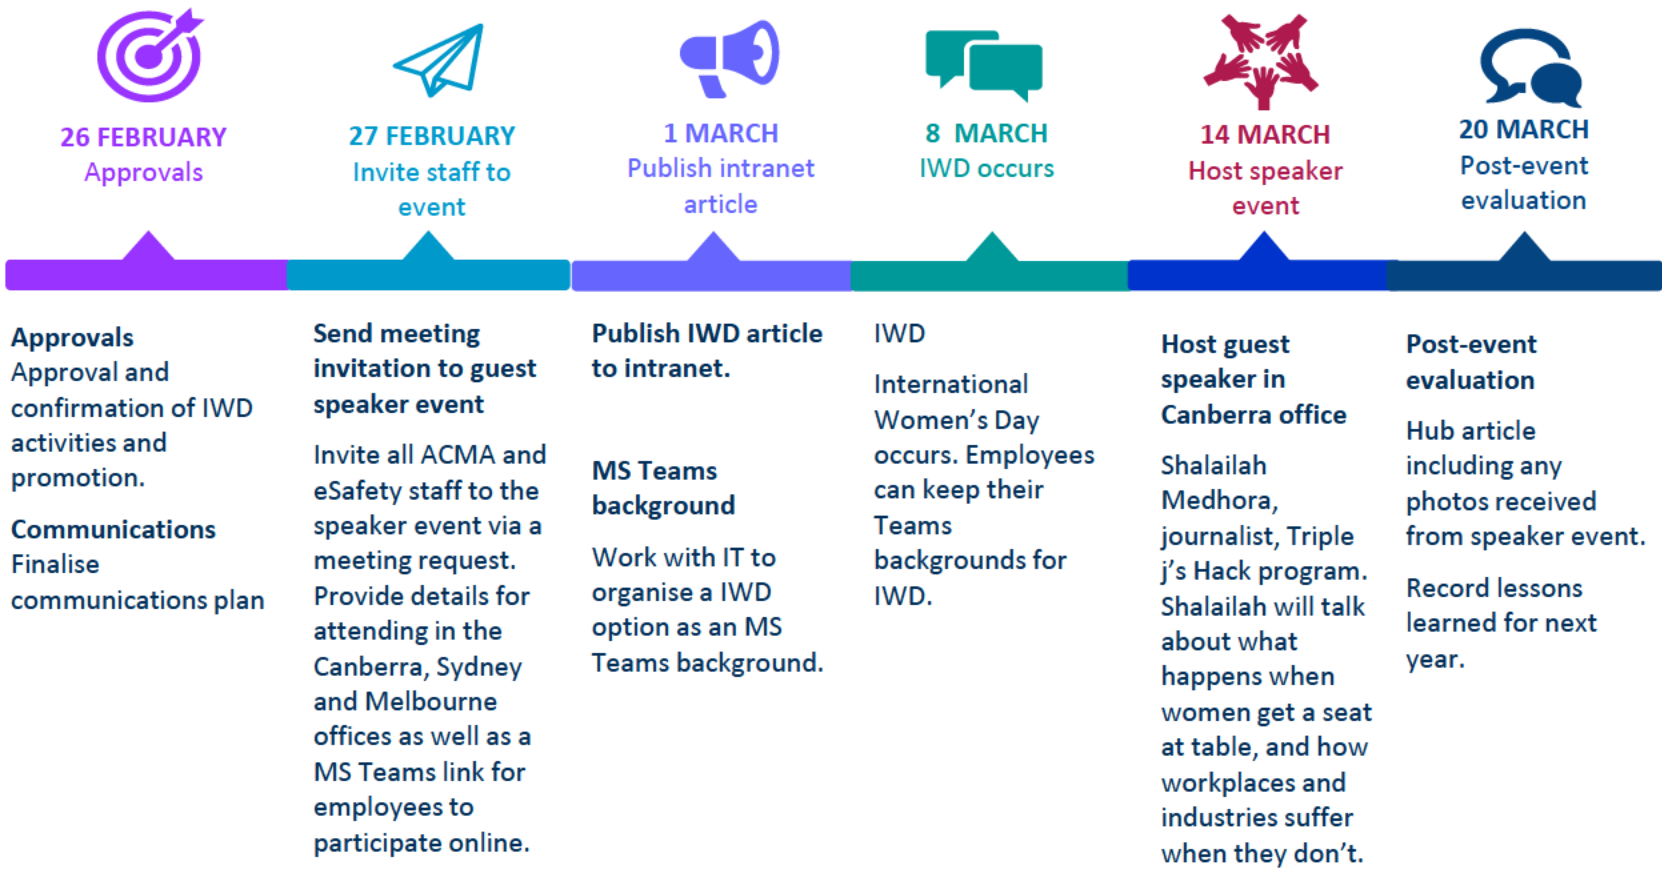 26 FEBRUARY
Approvals
27 FEBRUARY
Invite staff to
event
1 MARCH
Publish intranet
article
8  MARCH
IWD occurs
14 MARCH
Host speaker
event
20 MARCH
Post-event
evaluation
Approvals
Approval and
confirmation of IWD
activities and
promotion.
Communications
Finalise
communications plan
Send meeting
invitation to guest
speaker event
Invite all ACMA and
eSafety staff to the
speaker event via a
meeting request.
Provide details for
attending in the
Canberra, Sydney
and Melbourne
offices as well as a
MS Teams link for
employees to
participate online.
Publish IWD article
to intranet.
MS Teams
background
Work with IT to
organise a IWD
option as an MS
Teams background.
IWD
International
Women’s Day
occurs. Employees
can keep their
Teams
backgrounds for
IWD.
Host guest
speaker in
Canberra office
Shalailah
Medhora,
journalist, Triple
j’s Hack program.
Shalailah will talk
about what
happens when
women get a seat
at table, and how
workplaces and
industries suffer
when they don’t.
Post-event
evaluation
Hub article
including any
photos received
from speaker event.
Record lessons
learned for next
year.